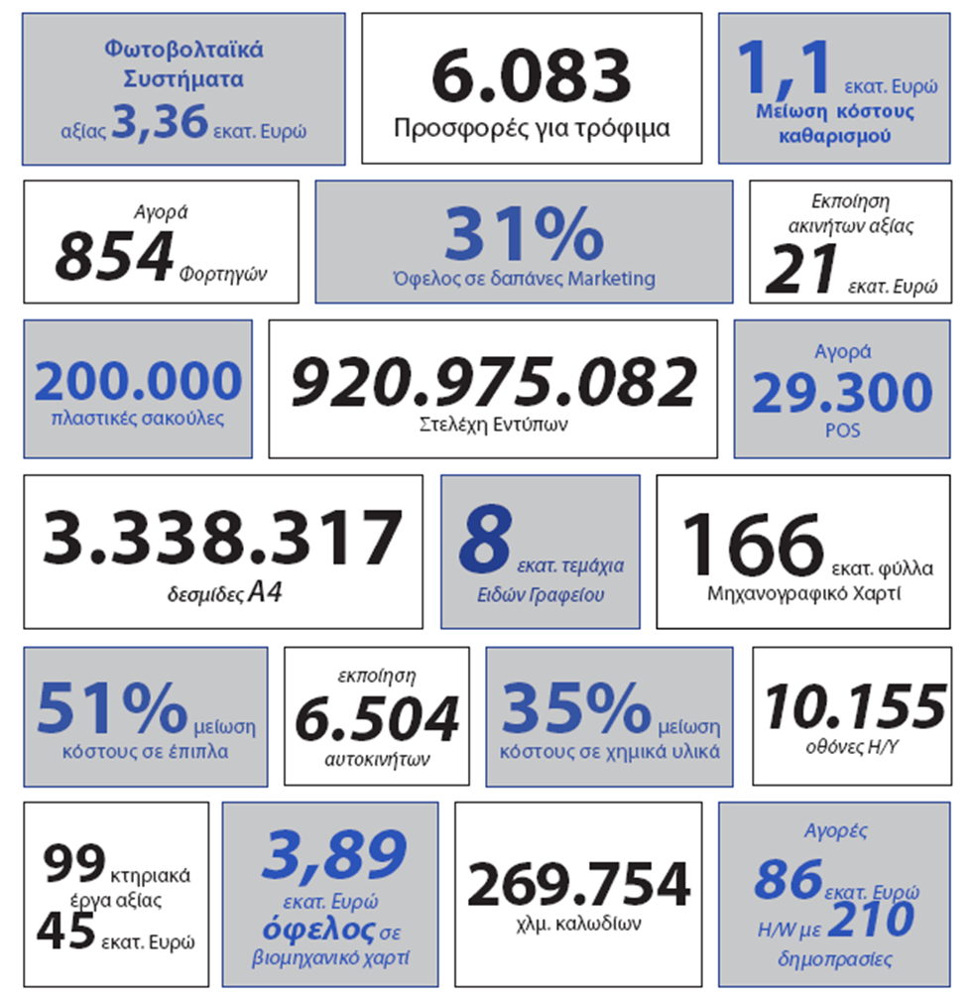 Φωτοβολταϊκά
Συστήματα
αξίας 3,36 εκατ. Ευρώ
6.083
Προσφορές για τρόφιμα
1,1 εκατ. Ευρώ
Μείωση κόστους
καθαρισμού
Αγορά
854 Φορτηγών
31%
Όφελος σε δαπάνες Marketing
Εκποίηση
ακινήτων αξίας
21 εκατ. Ευρώ
200.000
πλαστικές σακούλες
920.975.082
Στελέχη Εντύπων
Αγορά
29.300
POS
3.338.317
δεσμίδες A4
8 εκατ. τεμάχια
Ειδών Γραφείου
166 εκατ. φύλλα
Μηχανογραφικό Χαρτί
51% μείωση
κόστους σε έπιπλα
εκποίηση
6.504
αυτοκινήτων
35% μείωση
κόστους σε χημικά υλικά
10.155
οθόνες Η/Υ
99 κτηριακά
έργα αξίας
45 εκατ. Ευρώ
3,89
εκατ. Ευρώ
όφελος σε
βιομηχανικό χαρτί
269.754
χλμ. καλωδίων
Αγορές
86 εκατ. Ευρώ
H/W με 210
δημοπρασίες